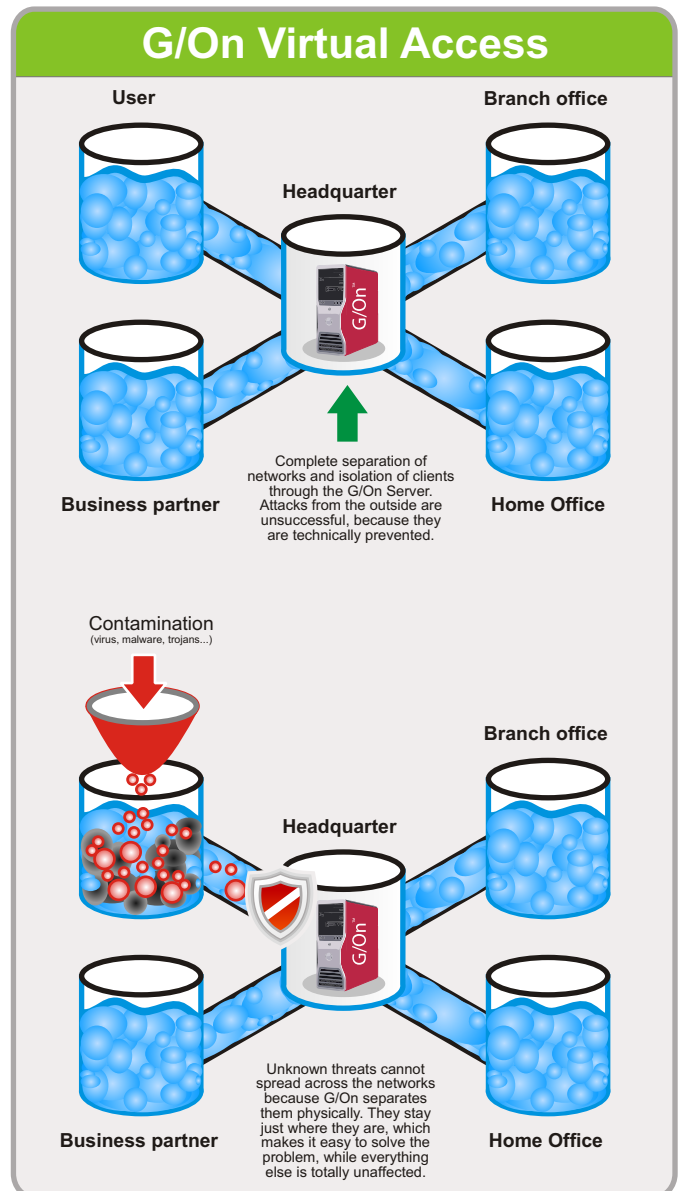 G/On Virtual Access
User
Branch office
Headquarter
G/On™
Complete separation of
networks and isolation of clients
through the G/On Server.
Attacks from the outside are
unsuccessful, because they
are technically prevented.
Business partner
Home Office
Contamination
(virus, malware, trojans...)
Branch office
Headquarter
G/On™
Unknown threats cannot
spread across the networks
because G/On separates
them physically. They stay
just where they are, which
makes it easy to solve the
problem, while everything
else is totally unaffected.
Business partner
Home Office